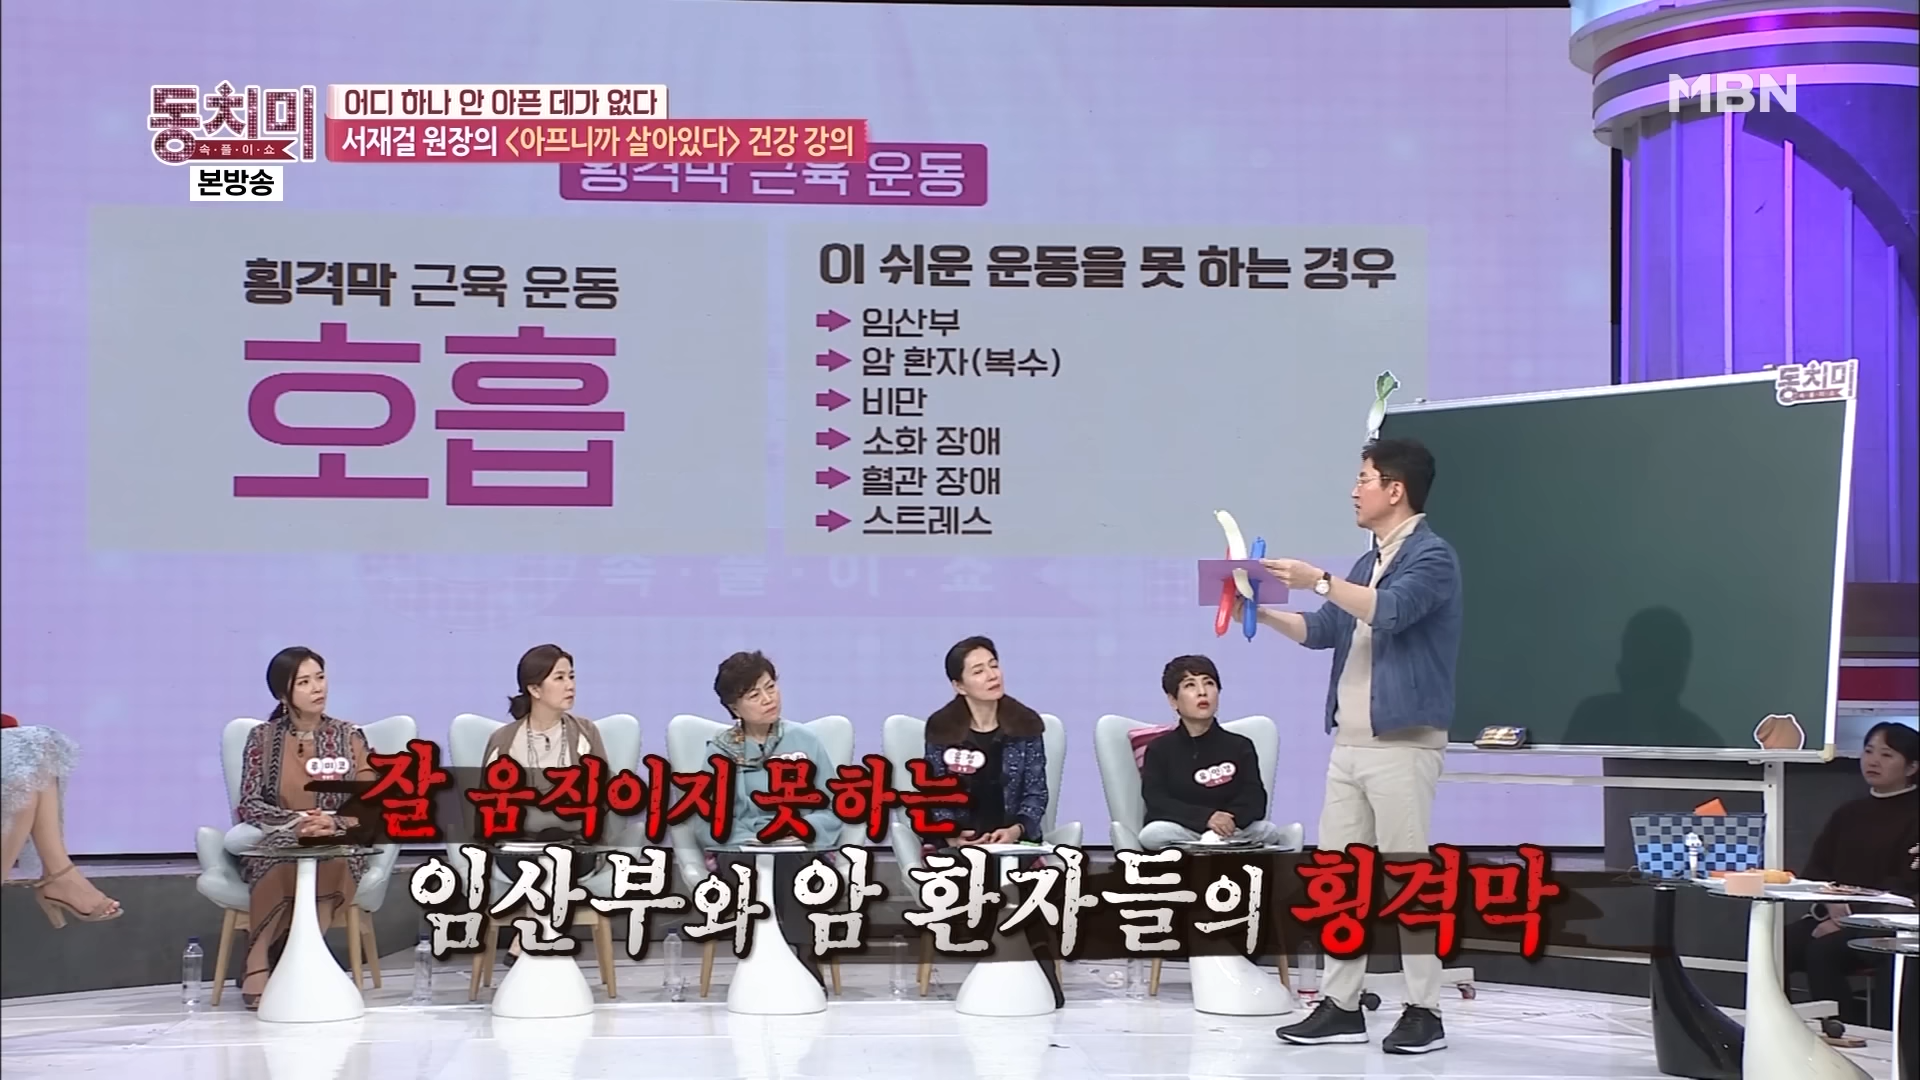 동치미
속·풀·이·쇼
본방송
어디 하나 안 아픈 데가 없다
서재걸 원장의 <아프니까 살아있다> 건강 강의
MBN
횡격막 근육 운동
횡격막 근육 운동
호흡
이 쉬운 운동을 못 하는 경우
임산부
암 환자(복수)
비만
소화 장애
혈관 장애
스트레스
속·풀·이·쇼
동치미
잘 움직이지 못하는
임산부와 암 환자들의 횡격막